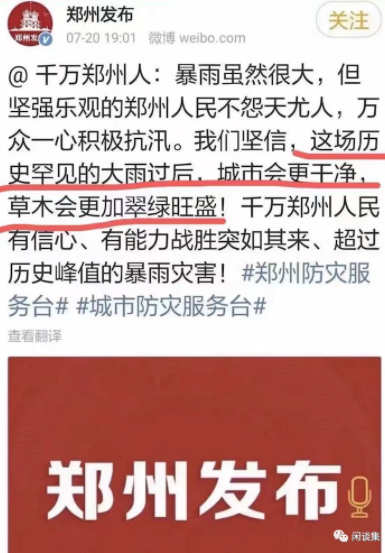 郑州发布
关注
07-20 19:01 微博 weibo.com
郑州发布
@ 千万郑州人：暴雨虽然很大，但
坚强乐观的郑州人民不怨天尤人，万
众一心积极抗汛。我们坚信，这场历
史罕见的大雨过后，城市会更干净，
草木会更加翠绿旺盛！千万郑州人民
有信心、有能力战胜突如其来、超过
历史峰值的暴雨灾害！#郑州防灾服
务台# #城市防灾服务台#
查看翻译
郑州发布
闲谈集